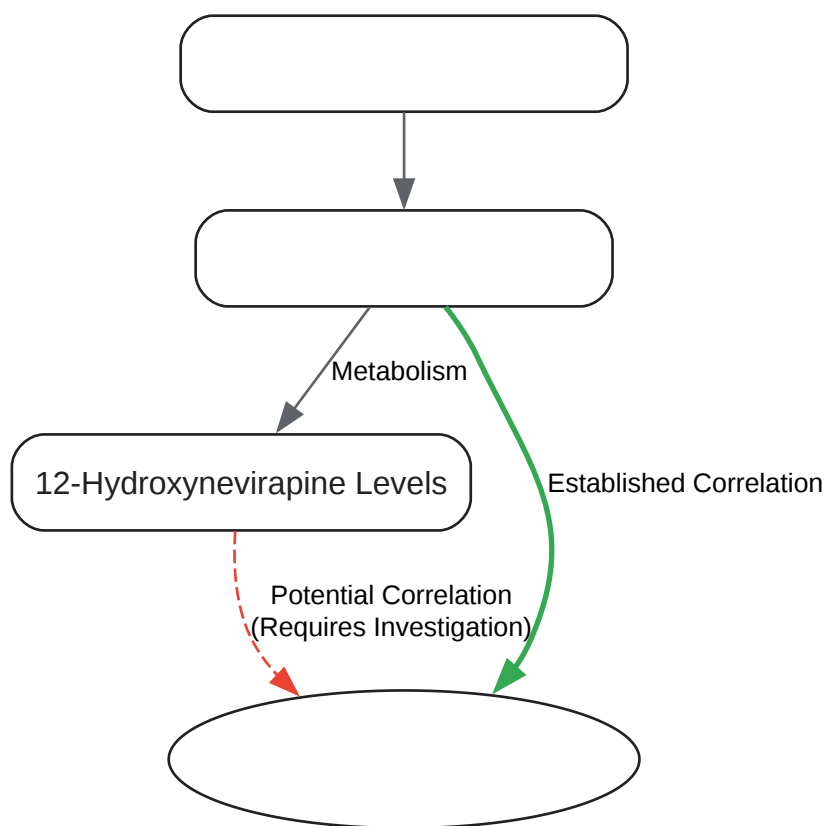 Metabolism
12-Hydroxynevirapine Levels
Established Correlation
Potential Correlation
(Requires Investigation)